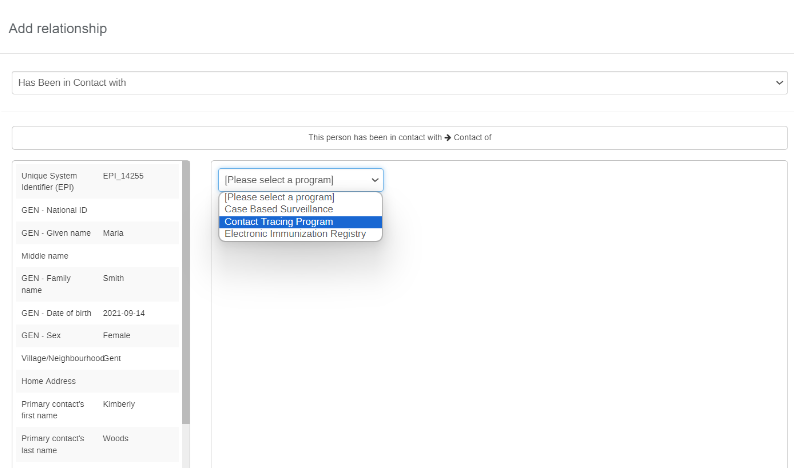 Add relationship
Has Been in Contact with
This person has been in contact with ➔ Contact of
Unique System
Identifier (EPI)
EPI_14255
GEN - National ID
GEN - Given name
Maria
Middle name
GEN - Family
name
Smith
GEN - Date of birth
2021-09-14
GEN - Sex
Female
Village/Neighbourhood
Gent
Home Address
Primary contact's
first name
Kimberly
Primary contact's
last name
Woods
[Please select a program]
[Please select a program]
Case Based Surveillance
Contact Tracing Program
Electronic Immunization Registry